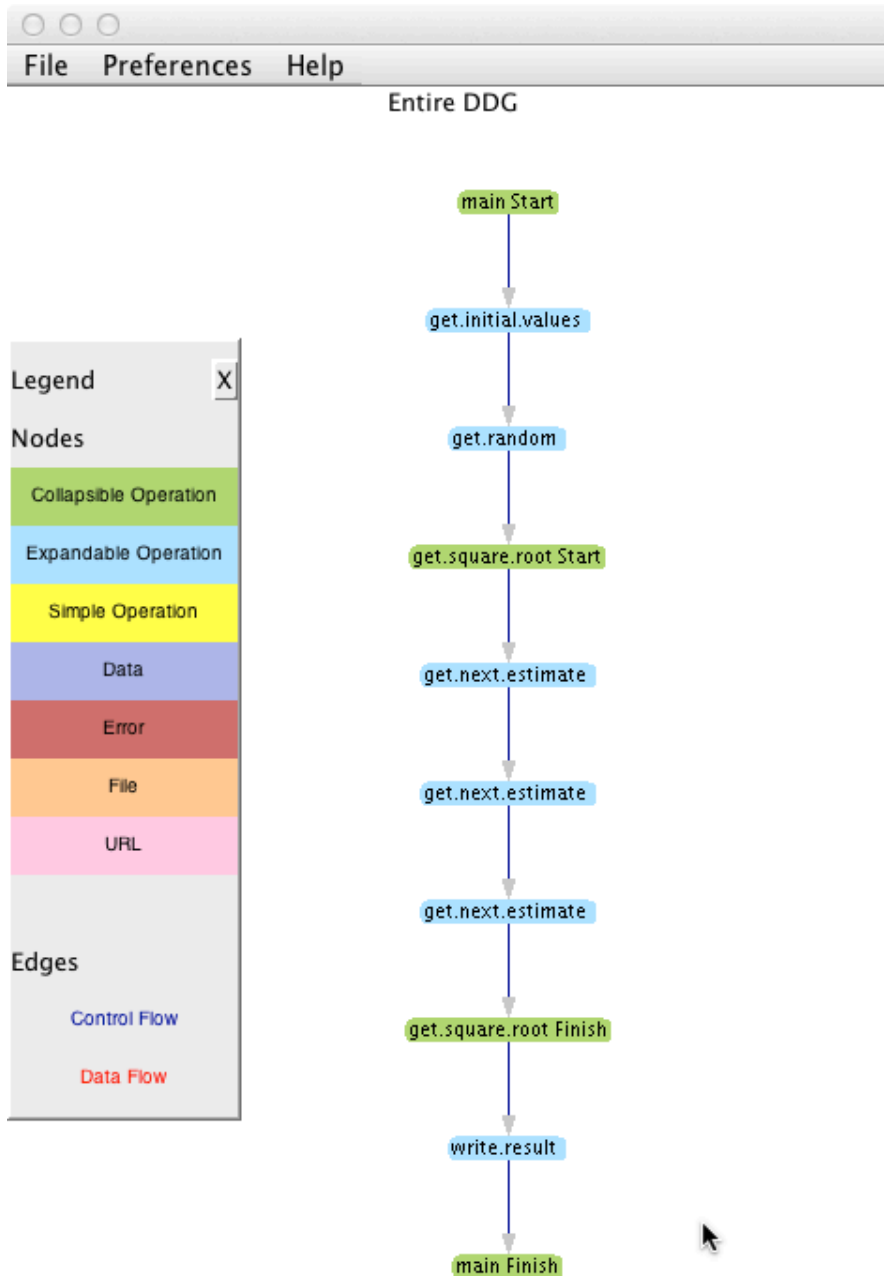 File Preferences Help
Entire DDG
main Start
get.initial.values
get.random
get.square.root Start
get.next.estimate
get.next.estimate
get.next.estimate
get.square.root Finish
write.result
main Finish
Legend X
Nodes
Collapsible Operation
Expandable Operation
Simple Operation
Data
Error
File
URL
Edges
Control Flow
Data Flow